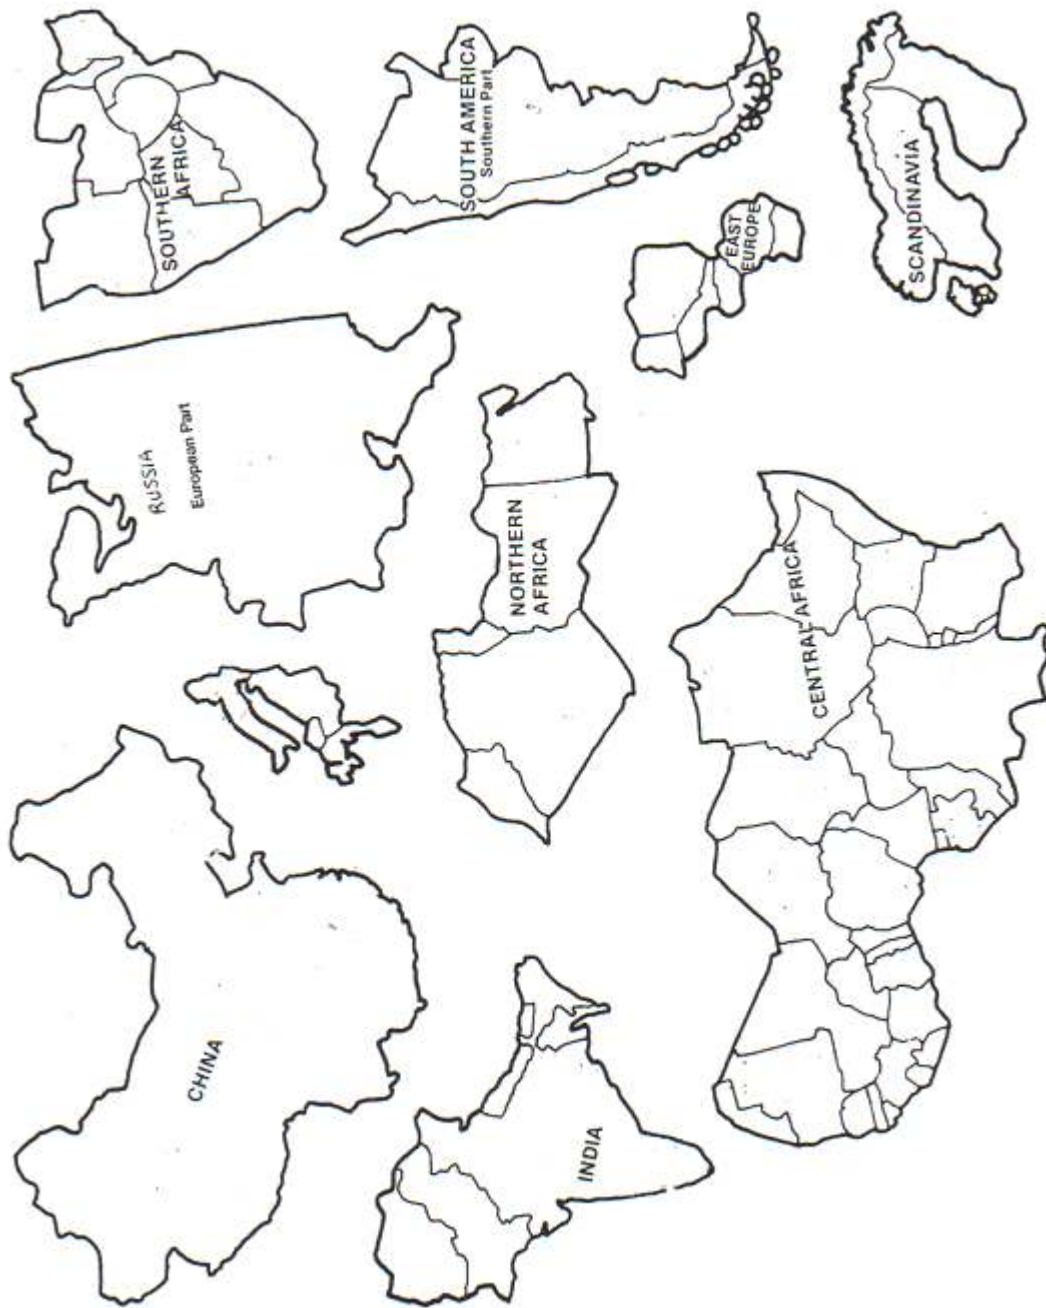 SOUTHERN
AFRICA
SOUTH AMERICA
Southern Part
SCANDINAVIA
EAST
EUROPE
RUSSIA
European Part
NORTHERN
AFRICA
CENTRAL AFRICA
CHINA
INDIA